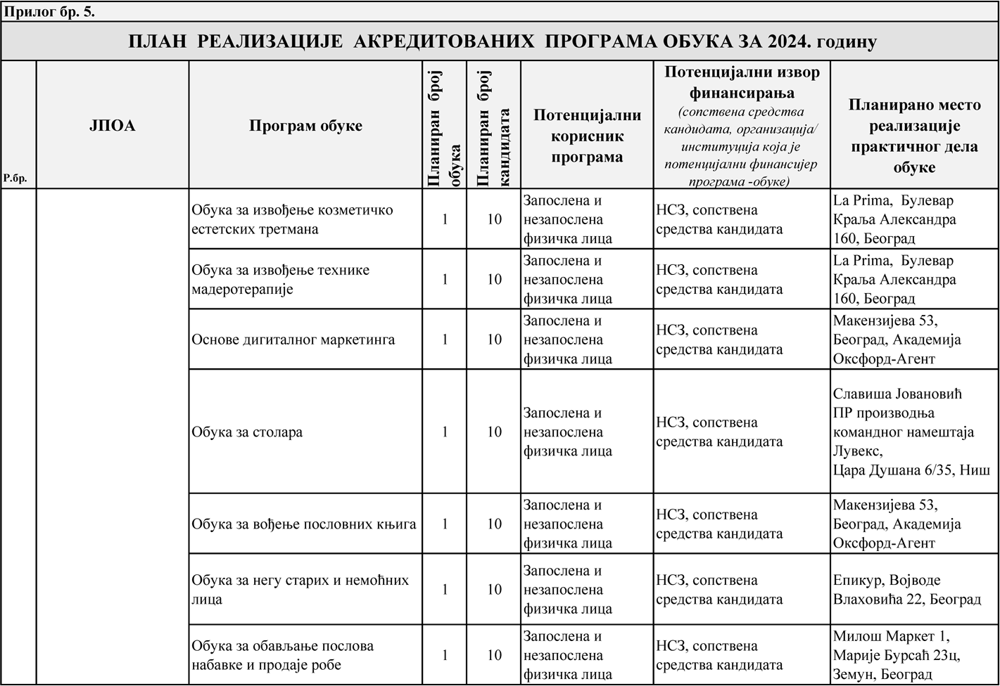 Прилог бр. 5.
ПЛАН РЕАЛИЗАЦИЈЕ АКРЕДИТОВАНИХ ПРОГРАМА ОБУКА ЗА 2024. годину
Р.бр.
ЈПОА
Програм обуке
Планиран број
обука
Планиран број
кандидата
Потенцијални
корисник
програма
Потенцијални извор
финансирања
(сопствена средства
кандидата, организација/
институција која је
потенцијални финансијер
програма -обуке)
Планирано место
реализације
практичног дела
обуке
Обука за извођење козметичко
естетских третмана
1
10
Запослена и
незапослена
физичка лица
НСЗ, сопствена
средства кандидата
La Prima, Булевар
Краља Александра
160, Београд
Обука за извођење технике
мадеротерапије
1
10
Запослена и
незапослена
физичка лица
НСЗ, сопствена
средства кандидата
La Prima, Булевар
Краља Александра
160, Београд
Основе дигиталног маркетинга
1
10
Запослена и
незапослена
физичка лица
НСЗ, сопствена
средства кандидата
Макензијева 53,
Београд, Академија
Оксфорд-Агент
Обука за столара
1
10
Запослена и
незапослена
физичка лица
НСЗ, сопствена
средства кандидата
Славиша Јовановић
ПР производња
командног намештаја
Лувекс,
Цара Душана 6/35, Ниш
Обука за вођење пословних књига
1
10
Запослена и
незапослена
физичка лица
НСЗ, сопствена
средства кандидата
Макензијева 53,
Београд, Академија
Оксфорд-Агент
Обука за негу старих и немоћних
лица
1
10
Запослена и
незапослена
физичка лица
НСЗ, сопствена
средства кандидата
Епикур, Војводе
Влаховића 22, Београд
Обука за обављање послова
набавке и продаје робе
1
10
Запослена и
незапослена
физичка лица
НСЗ, сопствена
средства кандидата
Милош Маркет 1,
Марије Бурсаћ 23ц,
Земун, Београд